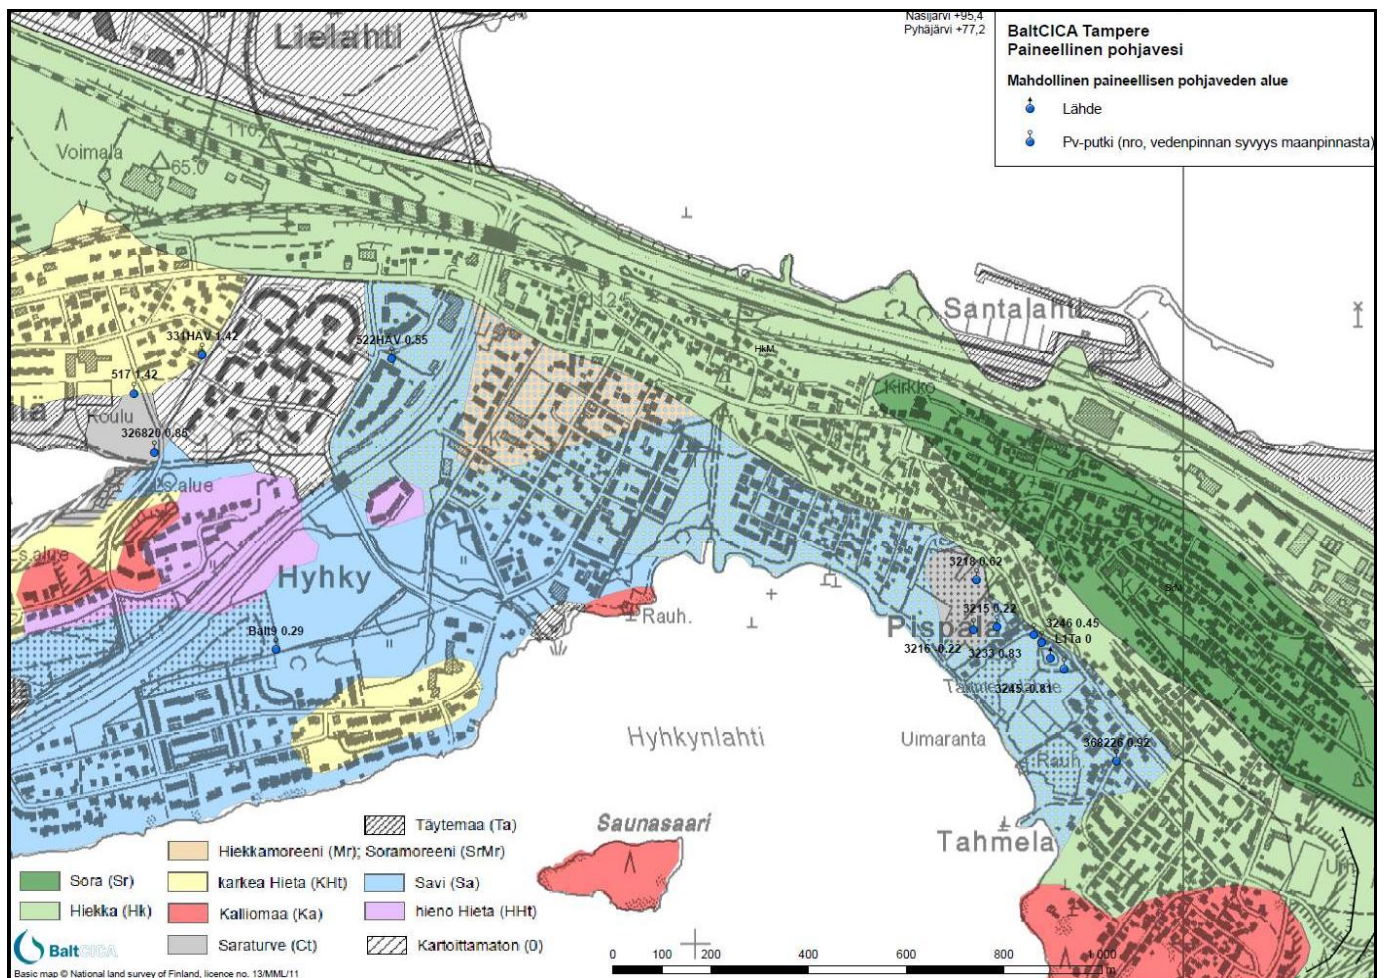 Lielahti
Näsijärvi +95,4
Pyhäjärvi +77,2
BaltCICA Tampere
Paineellinen pohjavesi
Mahdollinen paineellisen pohjaveden alue
Lähde
Pv-putki (nro, vedenpinnan syvyys maanpinnasta)
Voimala
65.0
Santalahti
112.5
331HAV 1.42
522HAV 0.55
HkM
517 1.42
Kirkko
Koulu
326820 0.85
Ls.alue
s.alue
Hyhky
3218 0.62
3215 0.22
Rauh.
Pispala
3246 0.45
Balt9 0.29
3216 -0.22
3233 0.83
L1Ta 0
3245 -0.81
Hyhkynlahti
Uimaranta
368226 0.92
Rauh.
Saunasaari
Tahmela
Täytemaa (Ta)
Hiekkamoreeni (Mr); Soramoreeni (SrMr)
Sora (Sr)
karkea Hieta (KHt)
Savi (Sa)
Hiekka (Hk)
Kalliomaa (Ka)
hieno Hieta (HHt)
Saraturve (Ct)
Kartoittamaton (0)
BaltCICA
0 100 200 400 600 800 1 000
m
Basic map © National land survey of Finland, licence no. 13/MML/11